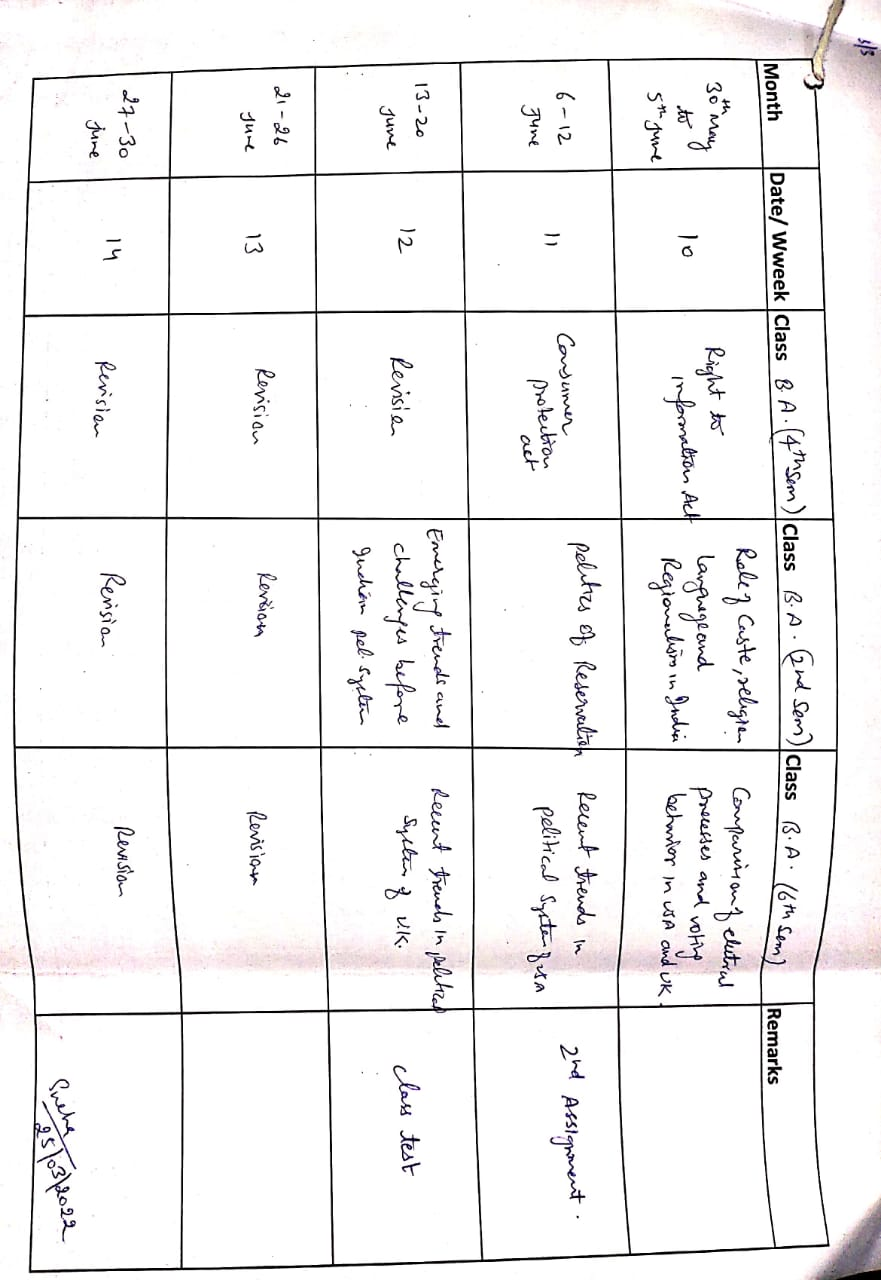 3/3
Month Date/ Wweek Class B.A. (4th Sem) Class B.A. (2nd Sem) Class B.A. (6th Sem) Remarks
30th May
to
5th June
10
Right to
information Act
Role of Caste, religion
language and
Regionalism in India
Comparision of electoral
processes and voting
behavior in USA and UK.
6-12
June
11
Consumer
protection
act
Politics of Reservation
Recent trends in
political System of USA
2nd Assignment.
13-20
June
12
Revision
Emerging trends and
challenges before
Indian pol. System
Recent trends in political
System of U.K.
class test
21-26
June
13
Revision
Revision
Revision
27-30
June
14
Revision
Revision
Revision
25/03/2022